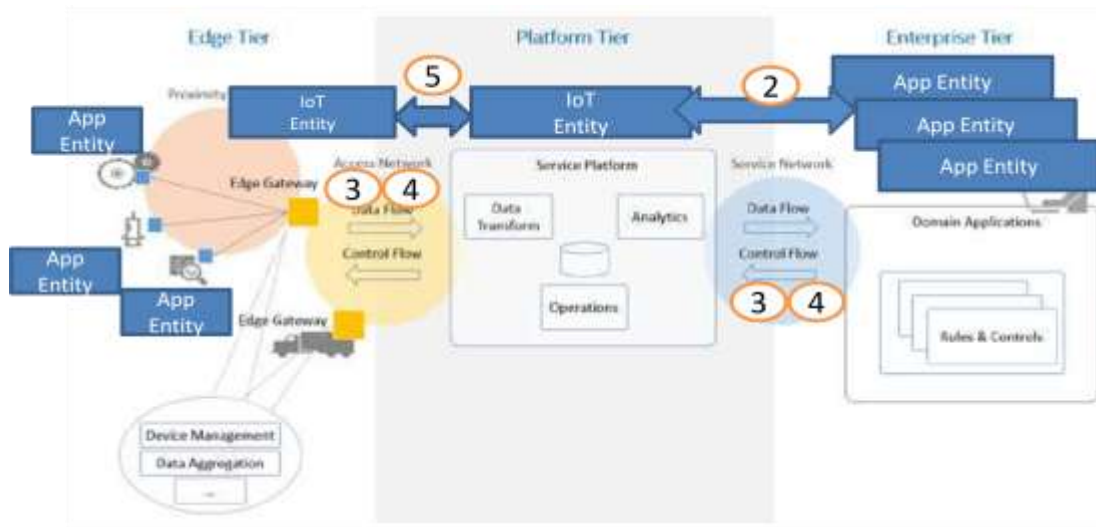 Edge Tier
Platform Tier
Enterprise Tier
5
2
App Entity
Proximity
IoT
Entity
IoT
Entity
App
Entity
App Entity
App Entity
Access Network
Service Platform
Service Network
Edge Gateway
3
4
Data Flow
Control Flow
Data
Transform
Analytics
Operations
Data Flow
Control Flow
3
4
Domain Applications
Rules & Controls
App
Entity
App
Entity
Edge Gateway
Device Management
Data Aggregation
...